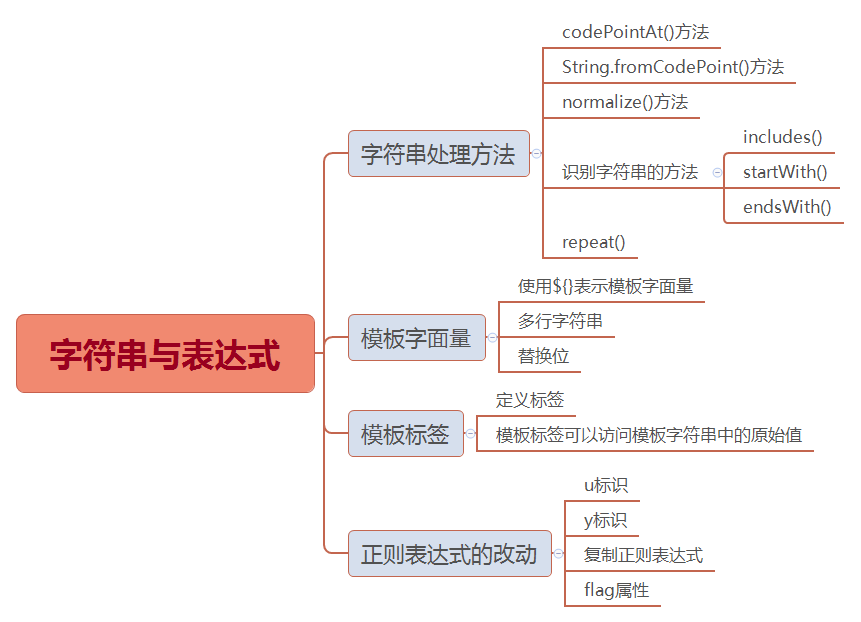 字符串与表达式
字符串处理方法
codePointAt()方法
String.fromCodePoint()方法
normalize()方法
识别字符串的方法
includes()
startWith()
endsWith()
repeat()
模板字面量
使用${}表示模板字面量
多行字符串
替换位
模板标签
定义标签
模板标签可以访问模板字符串中的原始值
正则表达式的改动
u标识
y标识
复制正则表达式
flag属性